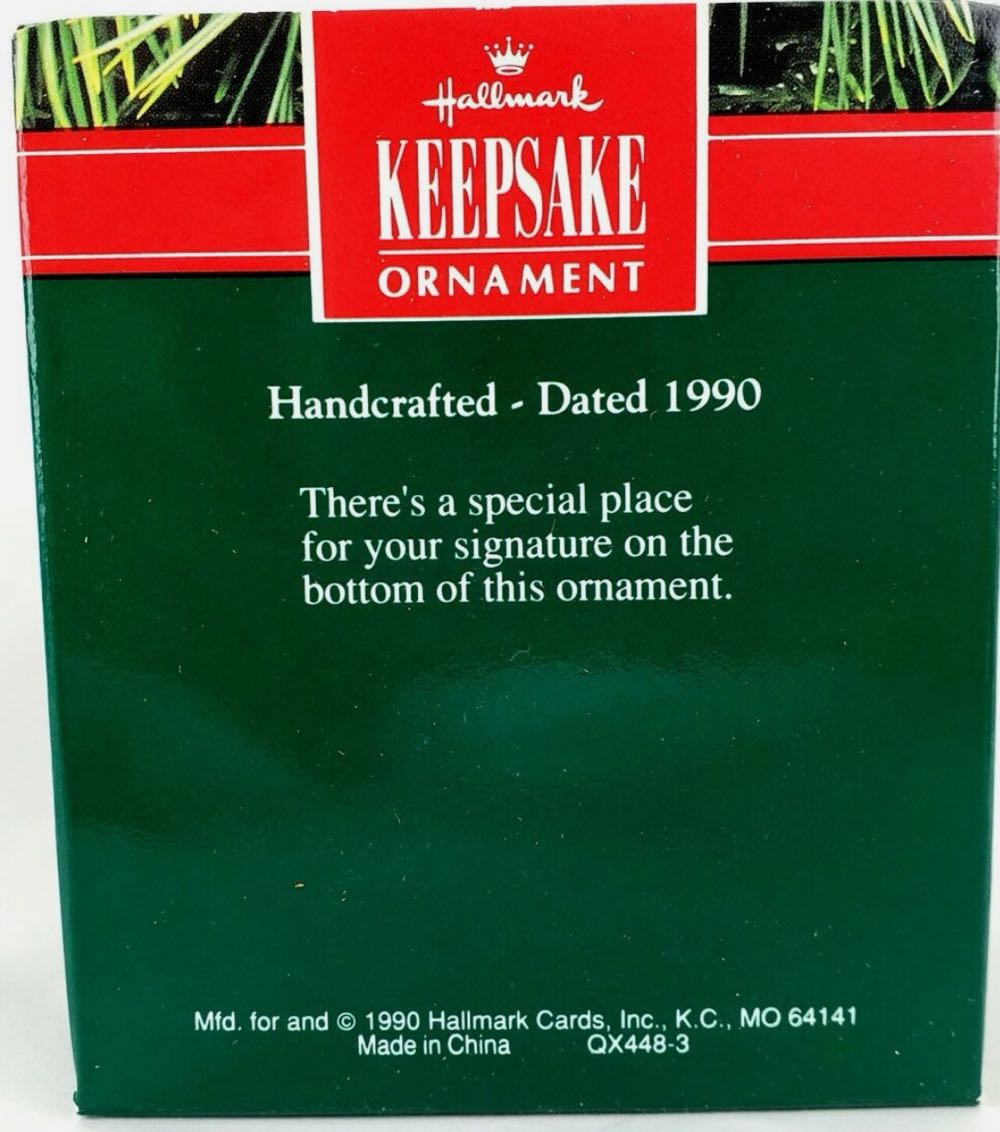 Hallmark
KEEPSAKE
ORNAMENT
Handcrafted - Dated 1990
There's a special place
for your signature on the
bottom of this ornament.
Mfd. for and © 1990 Hallmark Cards, Inc., K.C., MO 64141
Made in China QX448-3